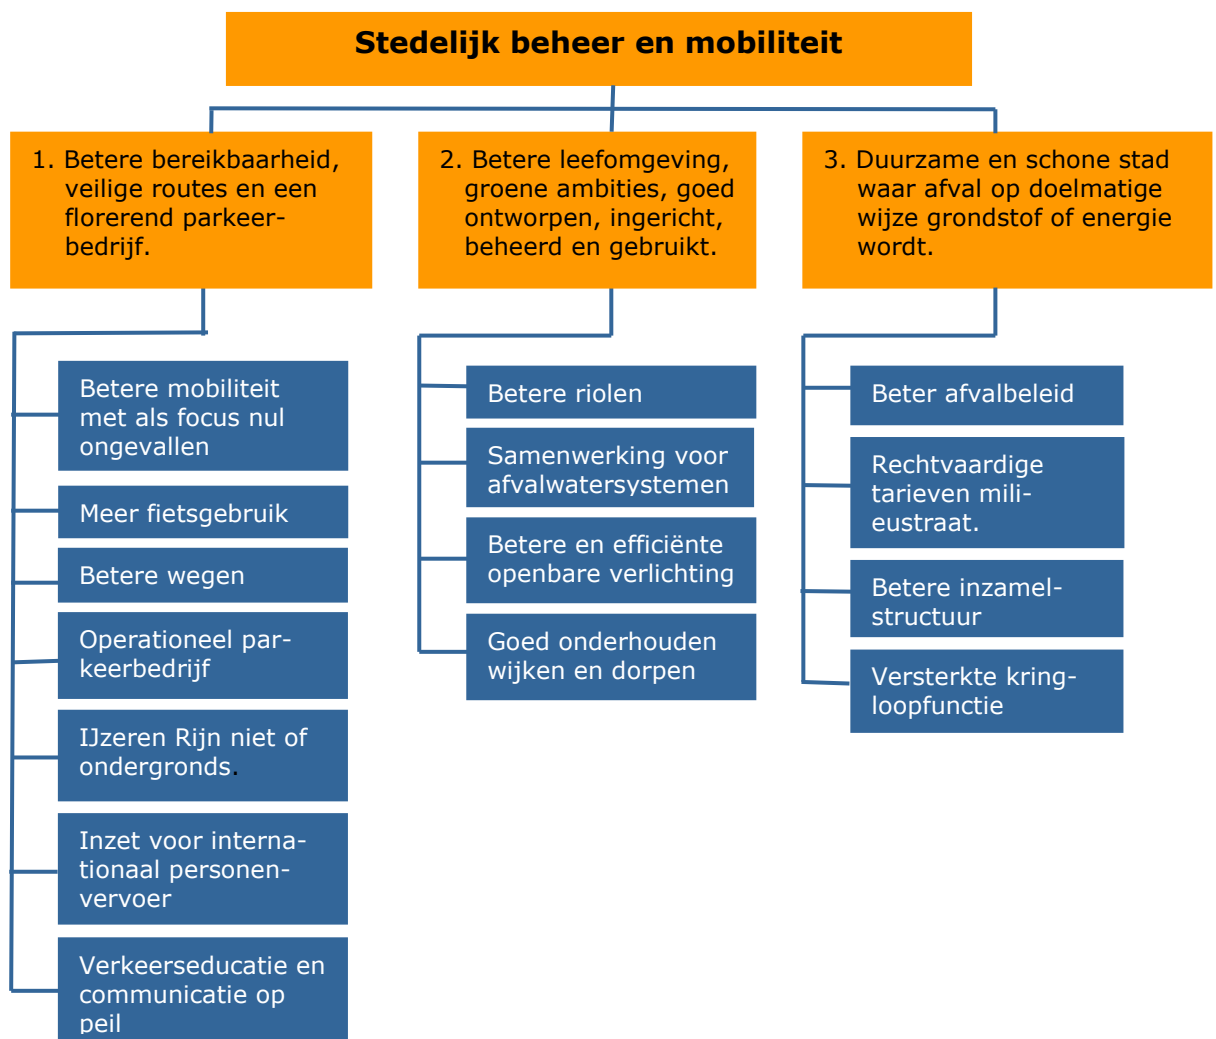 Stedelijk beheer en mobiliteit
1. Betere bereikbaarheid,
veilige routes en een
florerend parkeer-
bedrijf.
Betere mobiliteit
met als focus nul
ongevallen
Meer fietsgebruik
Betere wegen
Operationeel par-
keerbedrijf
IJzeren Rijn niet of
ondergronds.
Inzet voor interna-
tionaal personen-
vervoer
Verkeerseducatie en
communicatie op
peil
2. Betere leefomgeving,
groene ambities, goed
ontworpen, ingericht,
beheerd en gebruikt.
Betere riolen
Samenwerking voor
afvalwatersystemen
Betere en efficiënte
openbare verlichting
Goed onderhouden
wijken en dorpen
3. Duurzame en schone stad
waar afval op doelmatige
wijze grondstof of energie
wordt.
Beter afvalbeleid
Rechtvaardige
tarieven mili-
eustraat.
Betere inzamel-
structuur
Versterkte kring-
loopfunctie